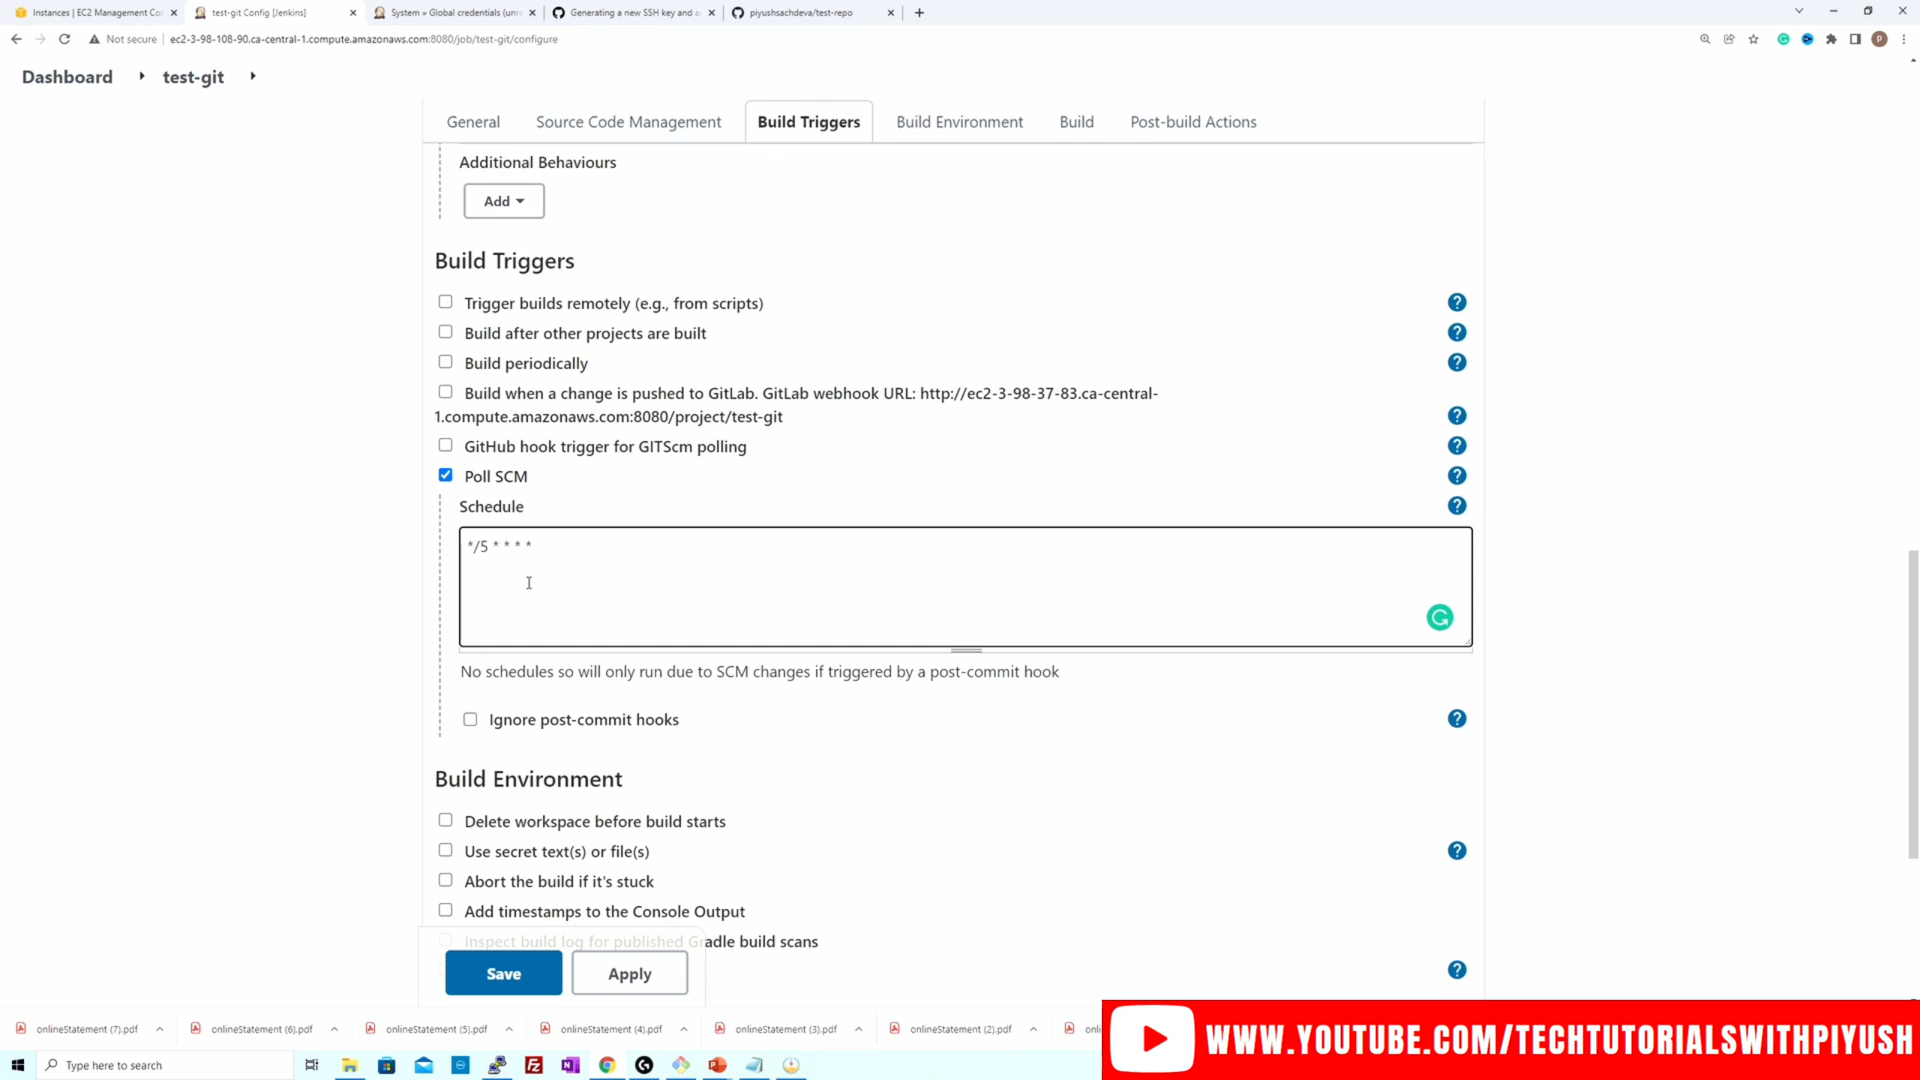 Instances | EC2 Management Co
test-git Config [Jenkins]
System » Global credentials (unr
Generating a new SSH key and a
piyushsachdeva/test-repo
Not secure
ec2-3-98-108-90.ca-central-1.compute.amazonaws.com:8080/job/test-git/configure
Dashboard
test-git
General
Source Code Management
Build Triggers
Build Environment
Build
Post-build Actions
Additional Behaviours
Add
Build Triggers
Trigger builds remotely (e.g., from scripts)
Build after other projects are built
Build periodically
Build when a change is pushed to GitLab. GitLab webhook URL: http://ec2-3-98-37-83.ca-central-
1.compute.amazonaws.com:8080/project/test-git
GitHub hook trigger for GITScm polling
Poll SCM
Schedule
*/5 * * * *
No schedules so will only run due to SCM changes if triggered by a post-commit hook
Ignore post-commit hooks
Build Environment
Delete workspace before build starts
Use secret text(s) or file(s)
Abort the build if it's stuck
Add timestamps to the Console Output
Inspect build log for published Gradle build scans
Save
Apply
onlineStatement (7).pdf
onlineStatement (6).pdf
onlineStatement (5).pdf
onlineStatement (4).pdf
onlineStatement (3).pdf
onlineStatement (2).pdf
onl
WWW.YOUTUBE.COM/TECHTUTORIALSWITHPIYUSH
Type here to search